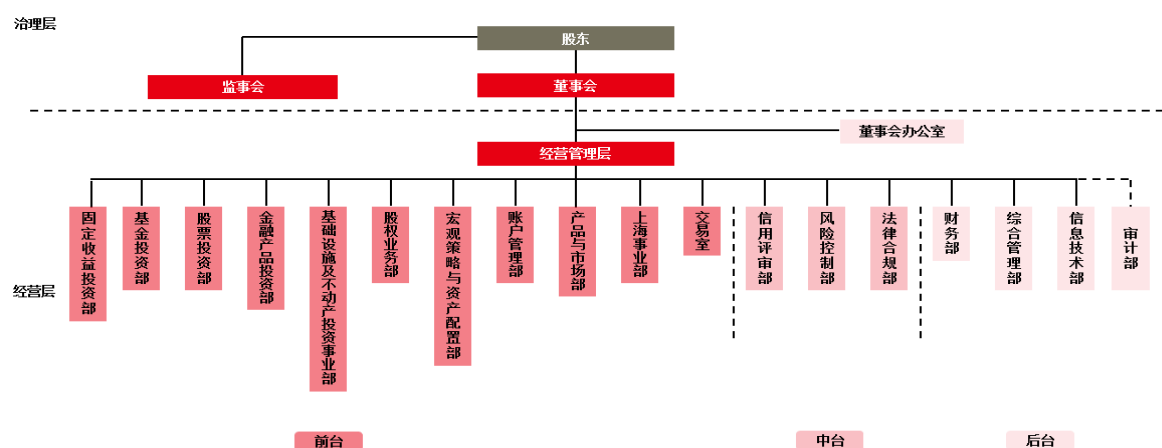 治理层
股东
监事会
董事会
董事会办公室
经营管理层
固定收益投资部
基金投资部
股票投资部
金融产品投资部
基础设施及不动产投资事业部
股权业务部
宏观策略与资产配置部
账户管理部
产品与市场部
上海事业部
交易室
信用评审部
风险控制部
法律合规部
财务部
综合管理部
信息技术部
审计部
经营层
前台
中台
后台